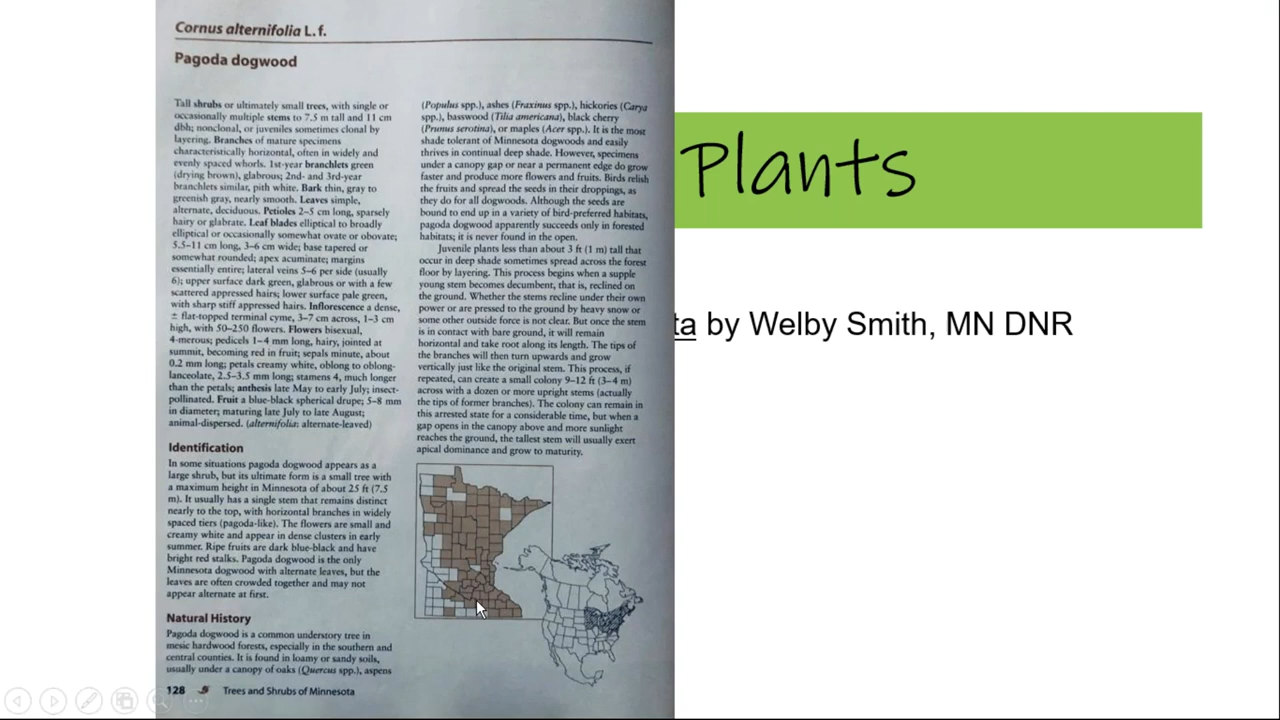 Cornus alternifolia L.f.
Pagoda dogwood
Tall shrubs or ultimately small trees, with single or
occasionally multiple stems to 7.5 m tall and 11 cm
dbh; nonclonal, or juveniles sometimes clonal by
layering. Branches of mature specimens
characteristically horizontal, often in widely and
evenly spaced whorls. 1st-year branchlets green
(drying brown), glabrous; 2nd- and 3rd-year
branchlets similar, pith white. Bark thin, gray to
greenish gray, nearly smooth. Leaves simple,
alternate, deciduous. Petioles 2–5 cm long, sparsely
hairy or glabrate. Leaf blades elliptical to broadly
elliptical or occasionally somewhat ovate or obovate;
5.5–11 cm long, 3–6 cm wide; base tapered or
somewhat rounded; apex acuminate; margins
essentially entire; lateral veins 5–6 per side (usually
6); upper surface dark green, glabrous or with a few
scattered appressed hairs; lower surface pale green,
with sharp stiff appressed hairs. Inflorescence a dense,
± flat-topped terminal cyme, 3–7 cm across, 1–3 cm
high, with 50–250 flowers. Flowers bisexual,
4-merous; pedicels 1–4 mm long, hairy, jointed at
summit, becoming red in fruit; sepals minute, about
0.2 mm long; petals creamy white, oblong to oblong-
lanceolate, 2.5–3.5 mm long; stamens 4, much longer
than the petals; anthesis late May to early July; insect-
pollinated. Fruit a blue-black spherical drupe; 5–8 mm
in diameter; maturing late July to late August;
animal-dispersed. (alternifolia: alternate-leaved)
Identification
In some situations pagoda dogwood appears as a
large shrub, but its ultimate form is a small tree with
a maximum height in Minnesota of about 25 ft (7.5
m). It usually has a single stem that remains distinct
nearly to the top, with horizontal branches in widely
spaced tiers (pagoda-like). The flowers are small and
creamy white and appear in dense clusters in early
summer. Ripe fruits are dark blue-black and have
bright red stalks. Pagoda dogwood is the only
Minnesota dogwood with alternate leaves, but the
leaves are often crowded together and may not
appear alternate at first.
Natural History
Pagoda dogwood is a common understory tree in
mesic hardwood forests, especially in the southern and
central counties. It is found in loamy or sandy soils,
usually under a canopy of oaks (Quercus spp.), aspens
(Populus spp.), ashes (Fraxinus spp.), hickories (Carya
spp.), basswood (Tilia americana), black cherry
(Prunus serotina), or maples (Acer spp.). It is the most
shade tolerant of Minnesota dogwoods and easily
thrives in continual deep shade. However, specimens
under a canopy gap or near a permanent edge do grow
faster and produce more flowers and fruits. Birds relish
the fruits and spread the seeds in their droppings, as
they do for all dogwoods. Although the seeds are
bound to end up in a variety of bird-preferred habitats,
pagoda dogwood apparently succeeds only in forested
habitats; it is never found in the open.
Juvenile plants less than about 3 ft (1 m) tall that
occur in deep shade sometimes spread across the forest
floor by layering. This process begins when a supple
young stem becomes decumbent, that is, reclined on
the ground. Whether the stems recline under their own
power or are pressed to the ground by heavy snow or
some other outside force is not clear. But once the stem
is in contact with bare ground, it will remain
horizontal and take root along its length. The tips of
the branches will then turn upwards and grow
vertically just like the original stem. This process, if
repeated, can create a small colony 9–12 ft (3–4 m)
across with a dozen or more upright stems (actually
the tips of former branches). The colony can remain in
this arrested state for a considerable time, but when a
gap opens in the canopy above and more sunlight
reaches the ground, the tallest stem will usually exert
apical dominance and grow to maturity.
128 Trees and Shrubs of Minnesota
Plants
ta by Welby Smith, MN DNR